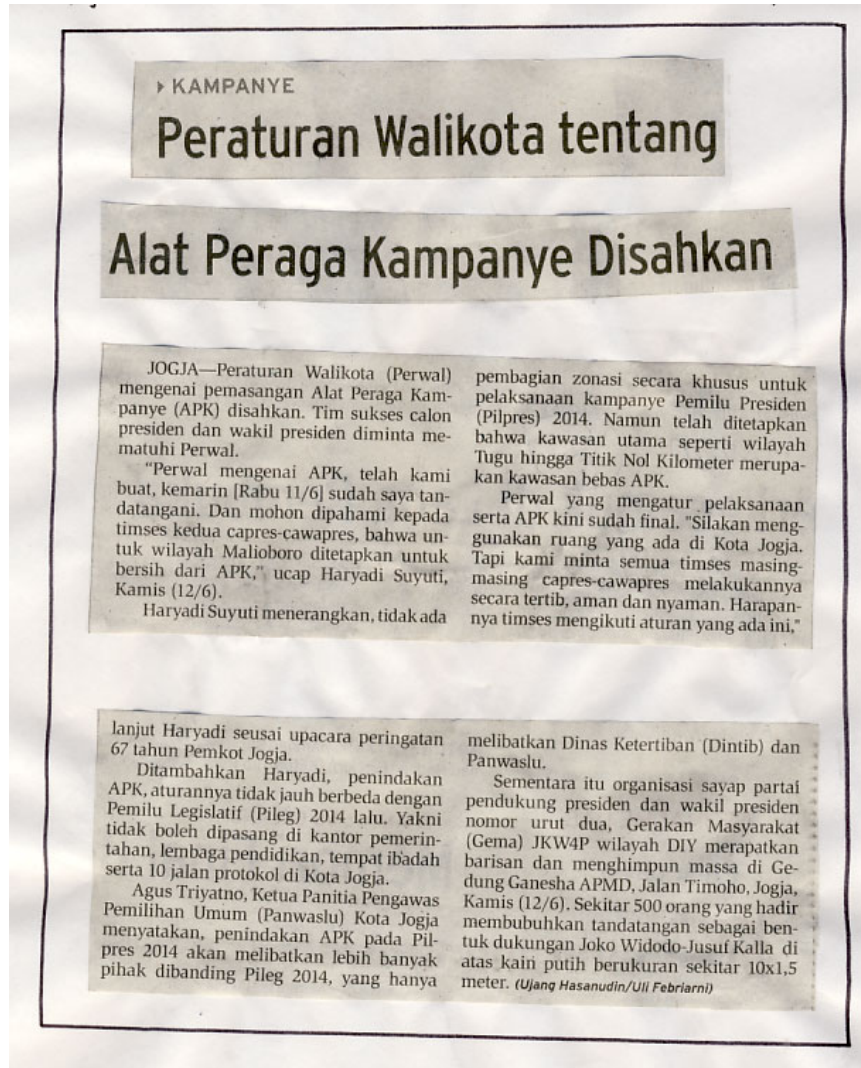 KAMPANYE
Peraturan Walikota tentang
Alat Peraga Kampanye Disahkan
JOGJA—Peraturan Walikota (Perwal)
mengenai pemasangan Alat Peraga Kam-
panye (APK) disahkan. Tim sukses calon
presiden dan wakil presiden diminta me-
matuhi Perwal.
"Perwal mengenai APK, telah kami
buat, kemarin [Rabu 11/6] sudah saya tan-
datangani. Dan mohon dipahami kepada
timses kedua capres-cawapres, bahwa un-
tuk wilayah Malioboro ditetapkan untuk
bersih dari APK," ucap Haryadi Suyuti,
Kamis (12/6).
Haryadi Suyuti menerangkan, tidak ada
pembagian zonasi secara khusus untuk
pelaksanaan kampanye Pemilu Presiden
(Pilpres) 2014. Namun telah ditetapkan
bahwa kawasan utama seperti wilayah
Tugu hingga Titik Nol Kilometer merupa-
kan kawasan bebas APK.
Perwal yang mengatur pelaksanaan
serta APK kini sudah final. "Silakan meng-
gunakan ruang yang ada di Kota Jogja.
Tapi kami minta semua timses masing-
masing capres-cawapres melakukannya
secara tertib, aman dan nyaman. Harapan-
nya timses mengikuti aturan yang ada ini,"
lanjut Haryadi seusai upacara peringatan
67 tahun Pemkot Jogja.
Ditambahkan Haryadi, penindakan
APK, aturannya tidak jauh berbeda dengan
Pemilu Legislatif (Pileg) 2014 lalu. Yakni
tidak boleh dipasang di kantor pemerin-
tahan, lembaga pendidikan, tempat ibadah
serta 10 jalan protokol di Kota Jogja.
Agus Triyatno, Ketua Panitia Pengawas
Pemilihan Umum (Panwaslu) Kota Jogja
menyatakan, penindakan APK pada Pil-
pres 2014 akan melibatkan lebih banyak
pihak dibanding Pileg 2014, yang hanya
melibatkan Dinas Ketertiban (Dintib) dan
Panwaslu.
Sementara itu organisasi sayap partai
pendukung presiden dan wakil presiden
nomor urut dua, Gerakan Masyarakat
(Gema) JKW4P wilayah DIY merapatkan
barisan dan menghimpun massa di Ge-
dung Ganesha APMD, Jalan Timoho, Jogja,
Kamis (12/6). Sekitar 500 orang yang hadir
membubuhkan tandatangan sebagai ben-
tuk dukungan Joko Widodo-Jusuf Kalla di
atas kain putih berukuran sekitar 10x1,5
meter. (Ujang Hasanudin/Uli Febriarni)